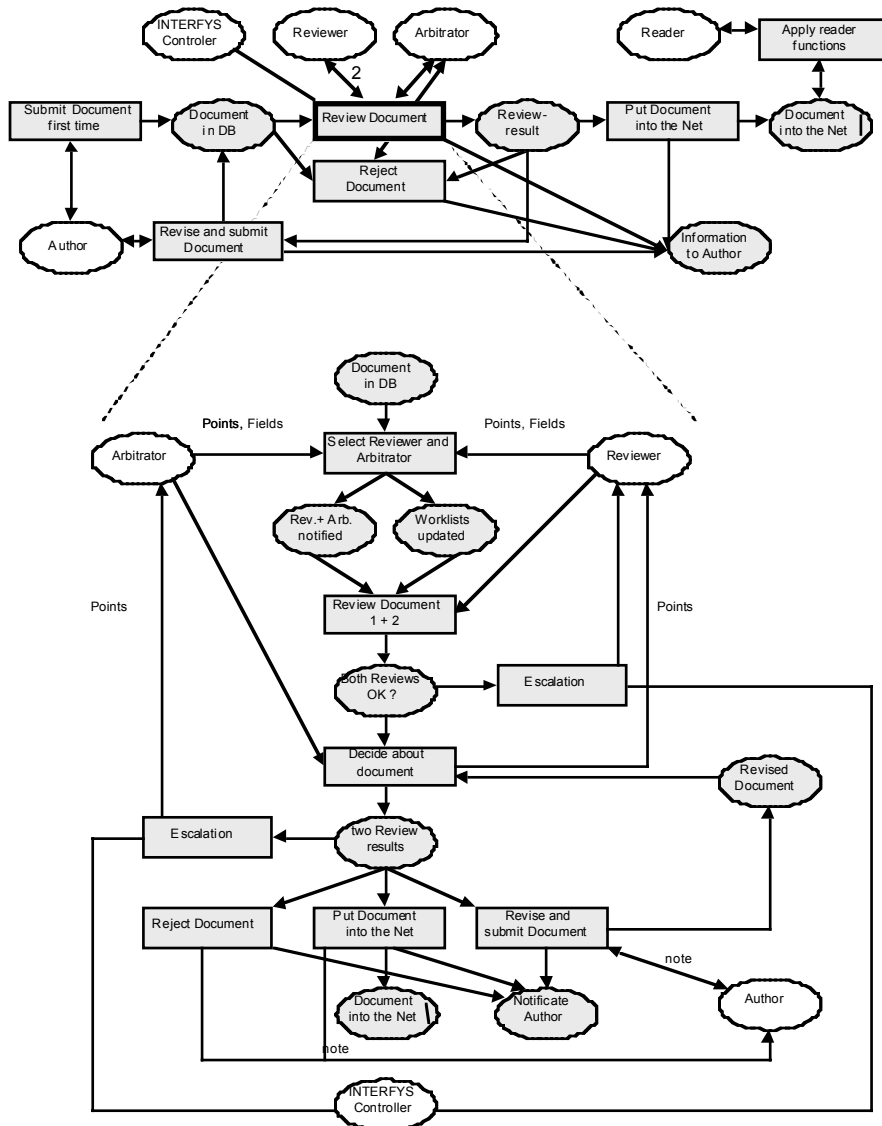 INTERFYS
Controler
Reviewer
Arbitrator
Reader
Apply reader
functions
2
Submit Document
first time
Document
in DB
Review Document
Review-
result
Put Document
into the Net
Document
into the Net
Reject
Document
Author
Revise and submit
Document
Information
to Author
Document
in DB
Points, Fields
Points, Fields
Arbitrator
Select Reviewer and
Arbitrator
Reviewer
Rev.+ Arb.
notified
Worklists
updated
Points
Review Document
1 + 2
Points
Both Reviews
OK ?
Escalation
Decide about
document
Revised
Document
Escalation
two Review
results
Reject Document
Put Document
into the Net
Revise and
submit Document
note
Document
into the Net
Notificate
Author
Author
note
INTERFYS
Controller